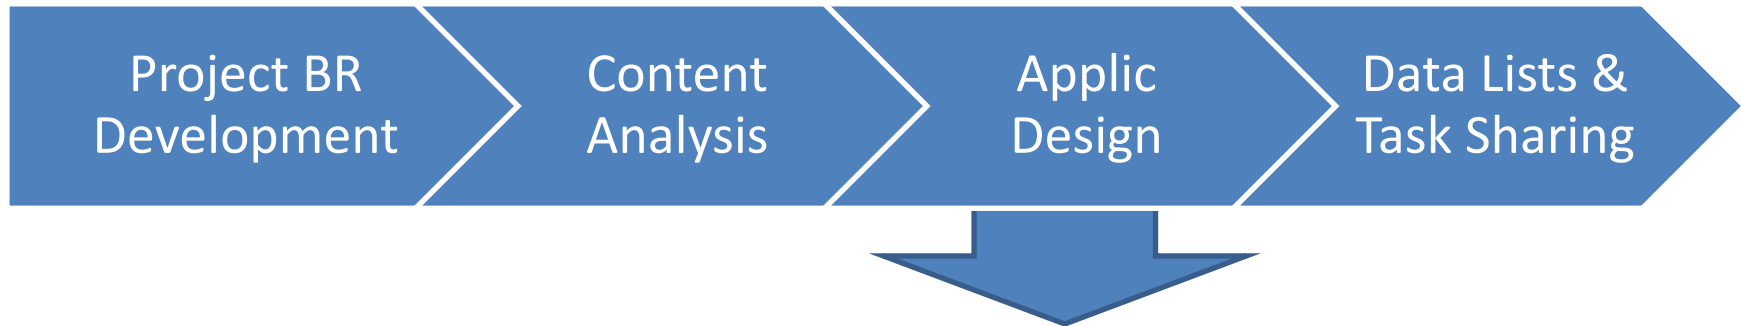 Project BR
Development
Content
Analysis
Applic
Design
Data Lists &
Task Sharing